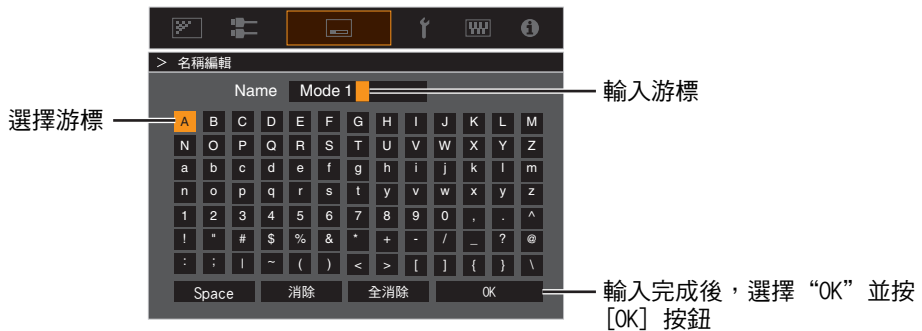 > 名稱編輯
Name Mode 1
輸入游標
選擇游標
A B C D E F G H I J K L M
N O P Q R S T U V W X Y Z
a b c d e f g h i j k l m
n o p q r s t y v w x y z
1 2 3 4 5 6 7 8 9 0 , . ^
! " # $ % & * + - / _ ? @
: ; | ~ ( ) < > [ ] { } \
Space 消除 全消除 OK
輸入完成後，選擇“OK”並按
[OK] 按鈕